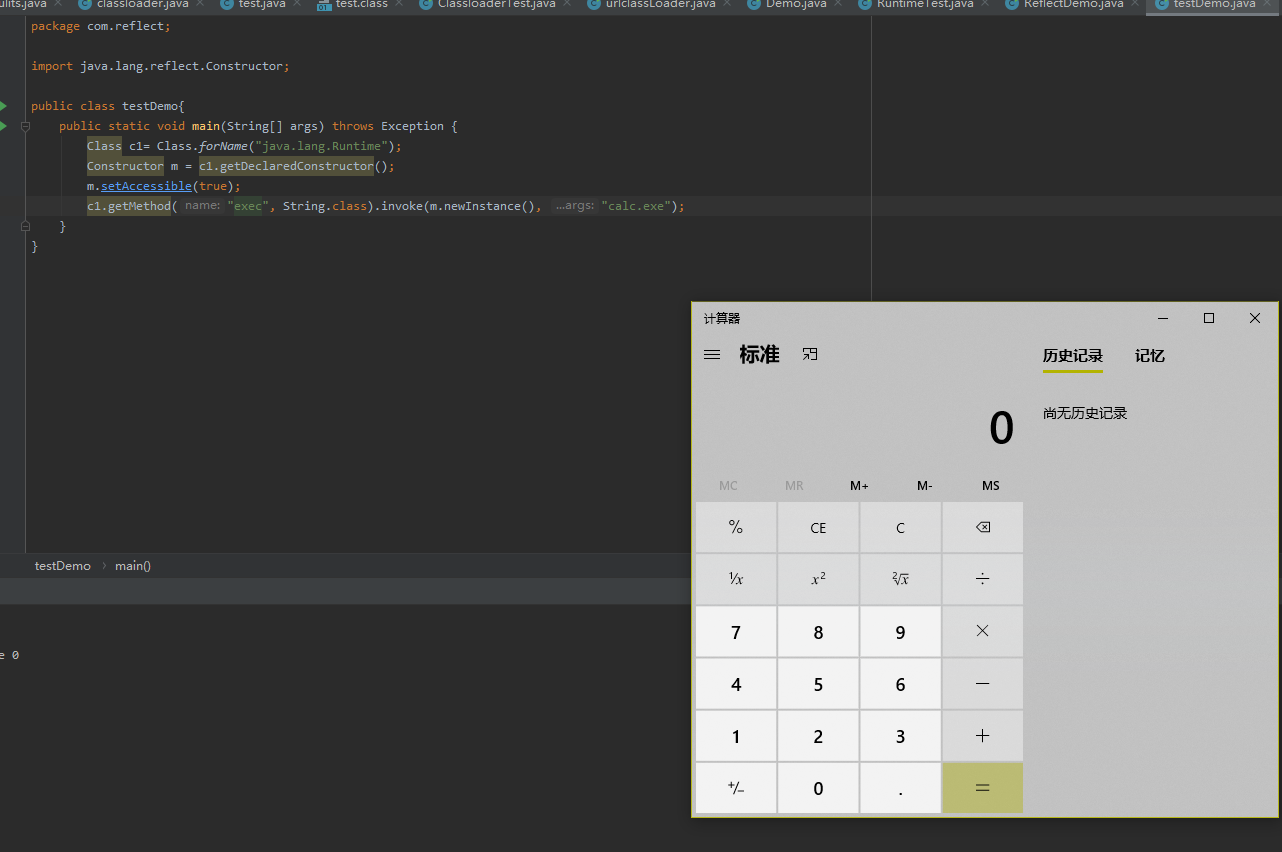 ulits.java classloader.java test.java test.class ClassloaderTest.java urlclassLoader.java Demo.java RuntimeTest.java ReflectDemo.java testDemo.java
package com.reflect;
import java.lang.reflect.Constructor;
public class testDemo{
public static void main(String[] args) throws Exception {
Class c1= Class.forName("java.lang.Runtime");
Constructor m = c1.getDeclaredConstructor();
m.setAccessible(true);
c1.getMethod( name: "exec", String.class).invoke(m.newInstance(), ...args: "calc.exe");
}
}
testDemo › main()
e 0
计算器
标准
历史记录 记忆
0
尚无历史记录
MC MR M+ M- MS
% CE C
⅟x x² ²√x ÷
7 8 9 ×
4 5 6 −
1 2 3 +
+/− 0 . =